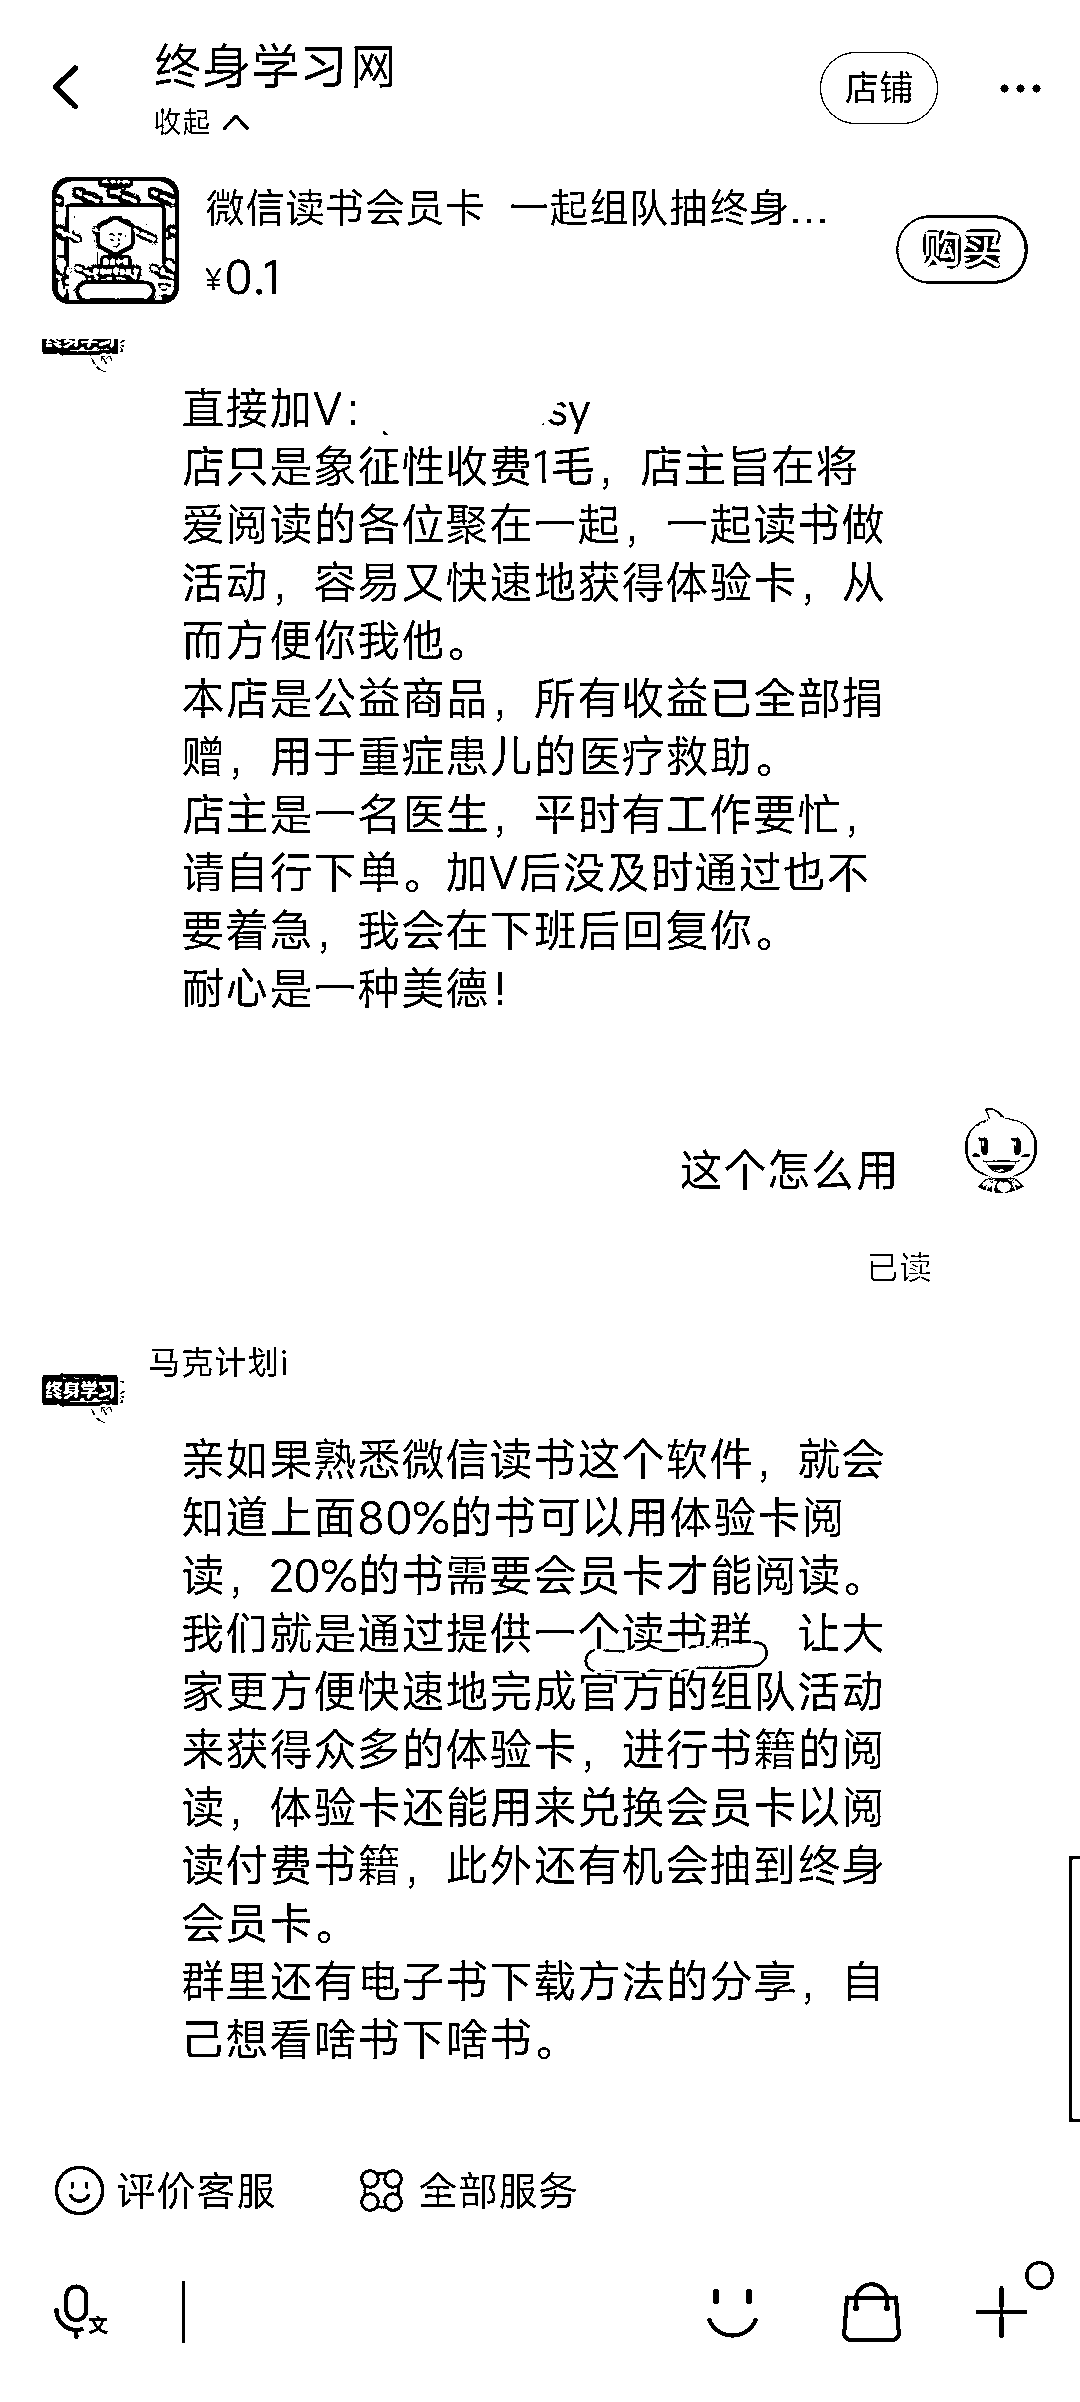 终身学习网
收起
店铺
微信读书会员卡 一起组队抽终身...
¥0.1
购买
直接加V: sy
店只是象征性收费1毛，店主旨在将
爱阅读的各位聚在一起，一起读书做
活动，容易又快速地获得体验卡，从
而方便你我他。
本店是公益商品，所有收益已全部捐
赠，用于重症患儿的医疗救助。
店主是一名医生，平时有工作要忙，
请自行下单。加V后没及时通过也不
要着急，我会在下班后回复你。
耐心是一种美德！
这个怎么用
已读
马克计划i
终身学习
亲如果熟悉微信读书这个软件，就会
知道上面80%的书可以用体验卡阅
读，20%的书需要会员卡才能阅读。
我们就是通过提供一个读书群 让大
家更方便快速地完成官方的组队活动
来获得众多的体验卡，进行书籍的阅
读，体验卡还能用来兑换会员卡以阅
读付费书籍，此外还有机会抽到终身
会员卡。
群里还有电子书下载方法的分享，自
己想看啥书下啥书。
评价客服
全部服务
文